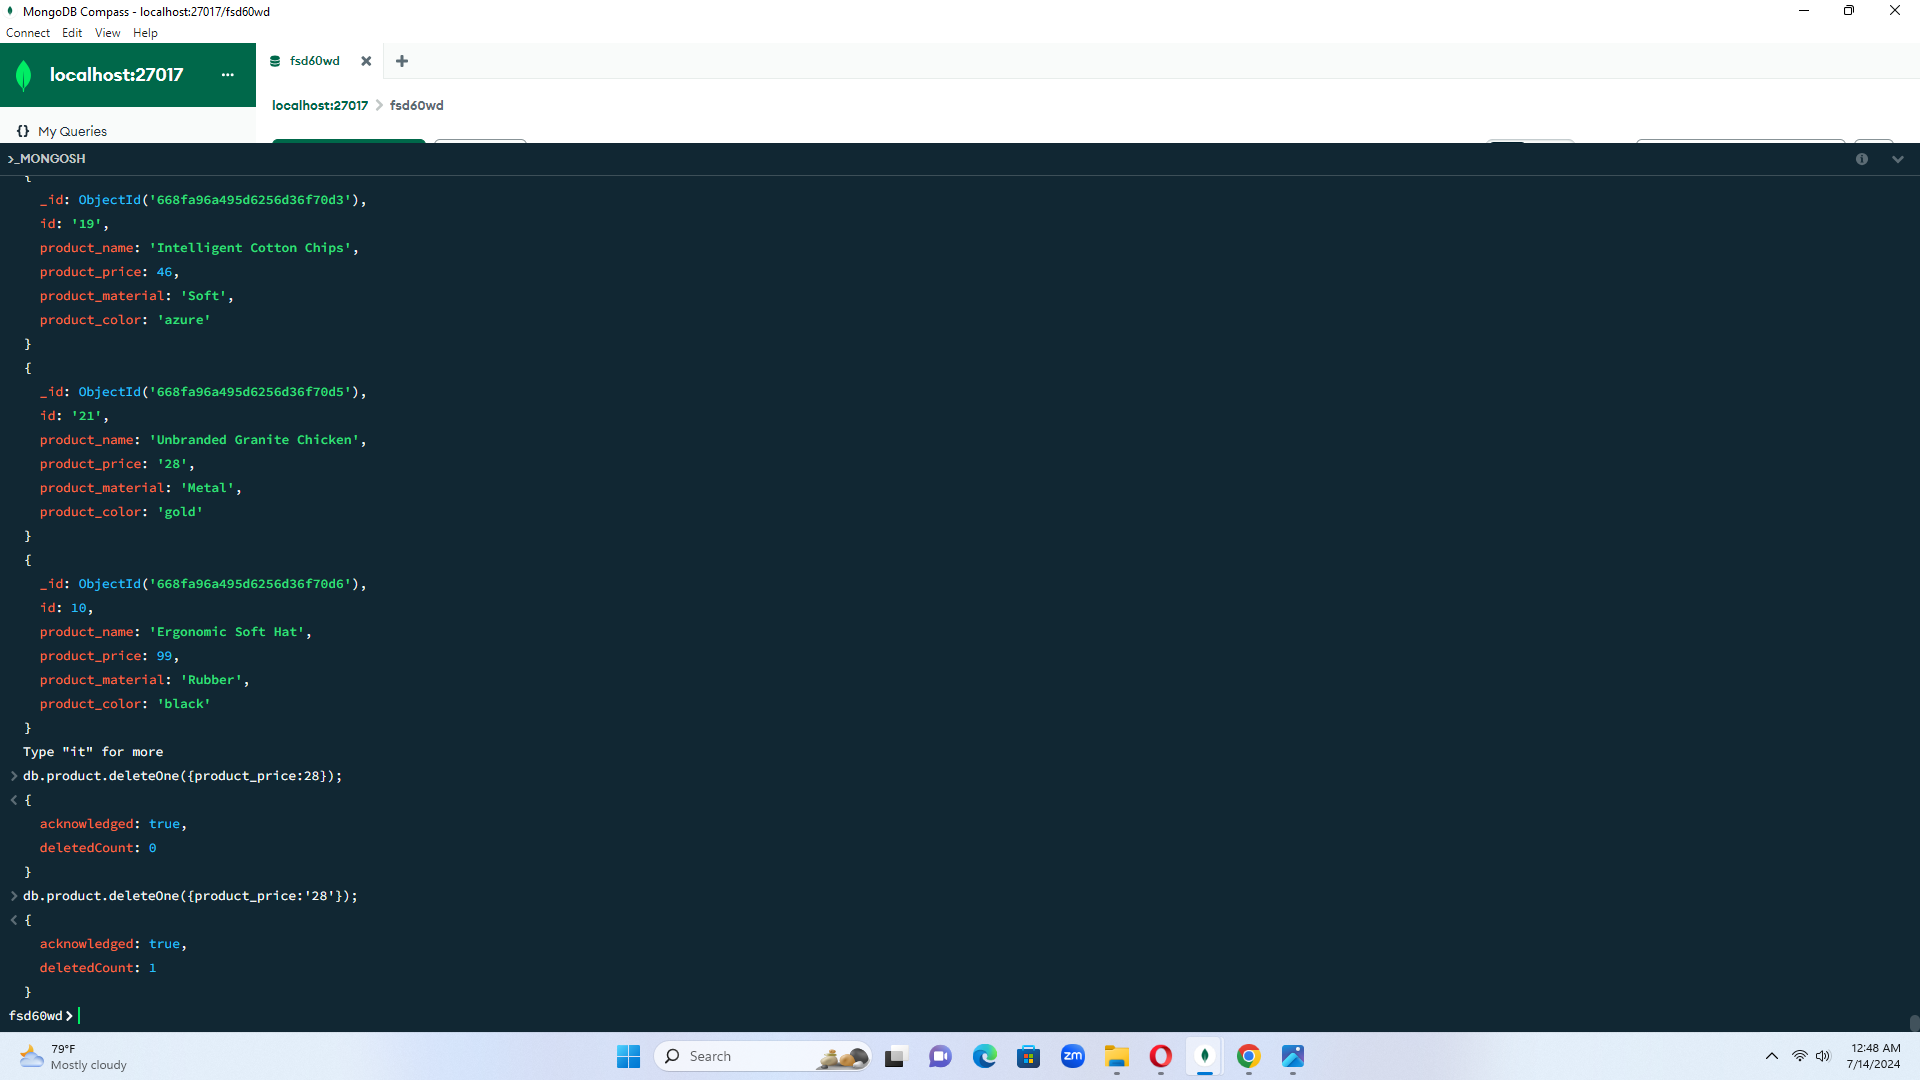 MongoDB Compass - localhost:27017/fsd60wd
Connect Edit View Help
localhost:27017 ...
fsd60wd
localhost:27017 > fsd60wd
{} My Queries
>_MONGOSH
{
_id: ObjectId('668fa96a495d6256d36f70d3'),
id: '19',
product_name: 'Intelligent Cotton Chips',
product_price: 46,
product_material: 'Soft',
product_color: 'azure'
}
{
_id: ObjectId('668fa96a495d6256d36f70d5'),
id: '21',
product_name: 'Unbranded Granite Chicken',
product_price: '28',
product_material: 'Metal',
product_color: 'gold'
}
{
_id: ObjectId('668fa96a495d6256d36f70d6'),
id: 10,
product_name: 'Ergonomic Soft Hat',
product_price: 99,
product_material: 'Rubber',
product_color: 'black'
}
Type "it" for more
> db.product.deleteOne({product_price:28});
< {
acknowledged: true,
deletedCount: 0
}
> db.product.deleteOne({product_price:'28'});
< {
acknowledged: true,
deletedCount: 1
}
fsd60wd>
79°F
Mostly cloudy
Search
zm
12:48 AM
7/14/2024